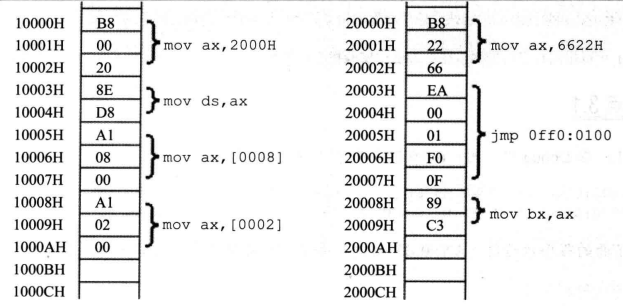 10000H B8
10001H 00 mov ax,2000H
10002H 20
10003H 8E
10004H D8 mov ds,ax
10005H A1
10006H 08 mov ax,[0008]
10007H 00
10008H A1
10009H 02 mov ax,[0002]
1000AH 00
1000BH
1000CH
20000H B8
20001H 22 mov ax,6622H
20002H 66
20003H EA
20004H 00
20005H 01 jmp 0ff0:0100
20006H F0
20007H 0F
20008H 89
20009H C3 mov bx,ax
2000AH
2000BH
2000CH